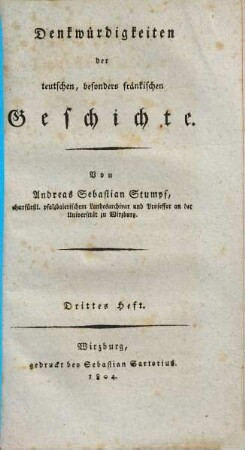 Denkwürdigkeiten
der
teutschen, besonders fränkischen
Geschichte.
Von
Andreas Sebastian Stumpf,
churfürstl. pfalzbaierischem Landesarchivar und Professor an der
Universität zu Wirzburg.
Drittes Heft.
Wirzburg,
gedruckt bey Sebastian Sartorius.
1804.